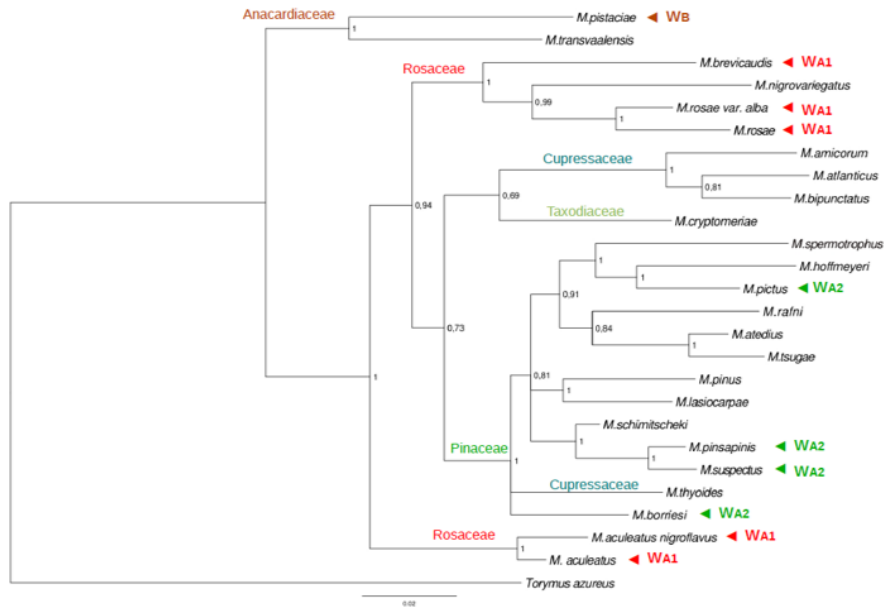 Anacardiaceae
M.pistaciae ◄ WB
1
M.transvaalensis
M.brevicaudis ◄ WA1
Rosaceae
1
M.nigrovariegatus
0,99
M.rosae var. alba ◄ WA1
1
M.rosae ◄ WA1
M.amicorum
Cupressaceae
1
M.atlanticus
0,81
M.bipunctatus
0,69
0,94
Taxodiaceae
M.cryptomeriae
M.spermotrophus
1
M.hoffmeyeri
1
M.pictus ◄ WA2
0,91
M.rafni
0,73
0,84
M.atedius
1
M.tsugae
0,81
1
M.pinus
1
M.lasiocarpae
M.schimitscheki
1
Pinaceae
M.pinsapinis ◄ WA2
1
1
M.suspectus ◄ WA2
Cupressaceae
M.thyoides
M.borriesi ◄ WA2
Rosaceae
M.aculeatus nigroflavus ◄ WA1
1
M. aculeatus ◄ WA1
Torymus azureus
0.02